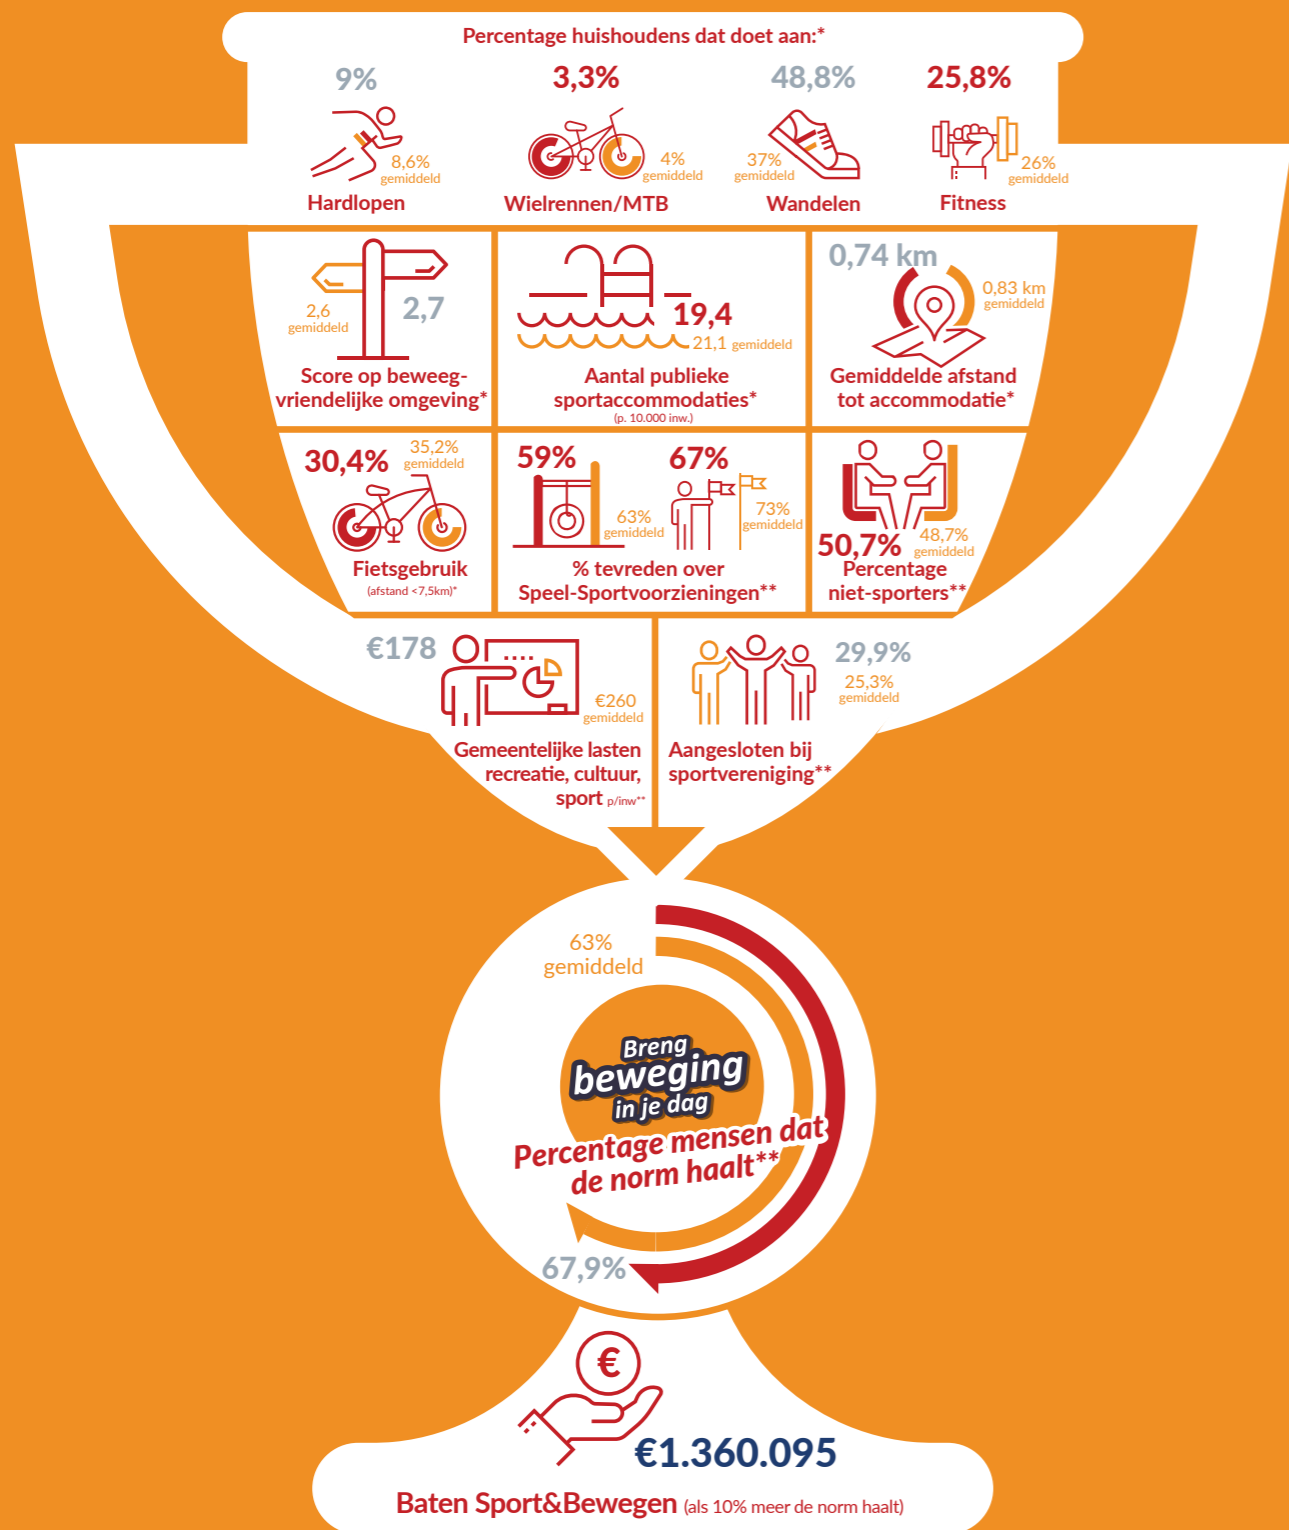 Percentage huishoudens dat doet aan:*
9%
8,6%
gemiddeld
Hardlopen
3,3%
4%
gemiddeld
Wielrennen/MTB
48,8%
37%
gemiddeld
Wandelen
25,8%
26%
gemiddeld
Fitness
2,6
gemiddeld
2,7
Score op beweeg-
vriendelijke omgeving*
19,4
21,1 gemiddeld
Aantal publieke
sportaccommodaties*
(p. 10.000 inw.)
0,74 km
0,83 km
gemiddeld
Gemiddelde afstand
tot accommodatie*
30,4%
35,2%
gemiddeld
Fietsgebruik
(afstand <7,5km)*
59%
63%
gemiddeld
67%
73%
gemiddeld
% tevreden over
Speel-Sportvoorzieningen**
50,7%
48,7%
gemiddeld
Percentage
niet-sporters**
€178
€260
gemiddeld
Gemeentelijke lasten
recreatie, cultuur,
sport p/inw**
29,9%
25,3%
gemiddeld
Aangesloten bij
sportvereniging**
63%
gemiddeld
Breng
beweging
in je dag
Percentage mensen dat
de norm haalt**
67,9%
€
€1.360.095
Baten Sport&Bewegen (als 10% meer de norm haalt)